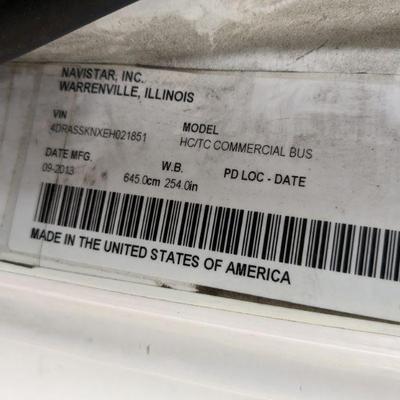 NAVISTAR, INC.
WARRENVILLE, ILLINOIS
VIN MODEL
4DRASSKNXEH021851 HC/TC COMMERCIAL BUS
DATE MFG. W.B. PD LOC - DATE
09-2013 645.0cm 254.0in
MADE IN THE UNITED STATES OF AMERICA